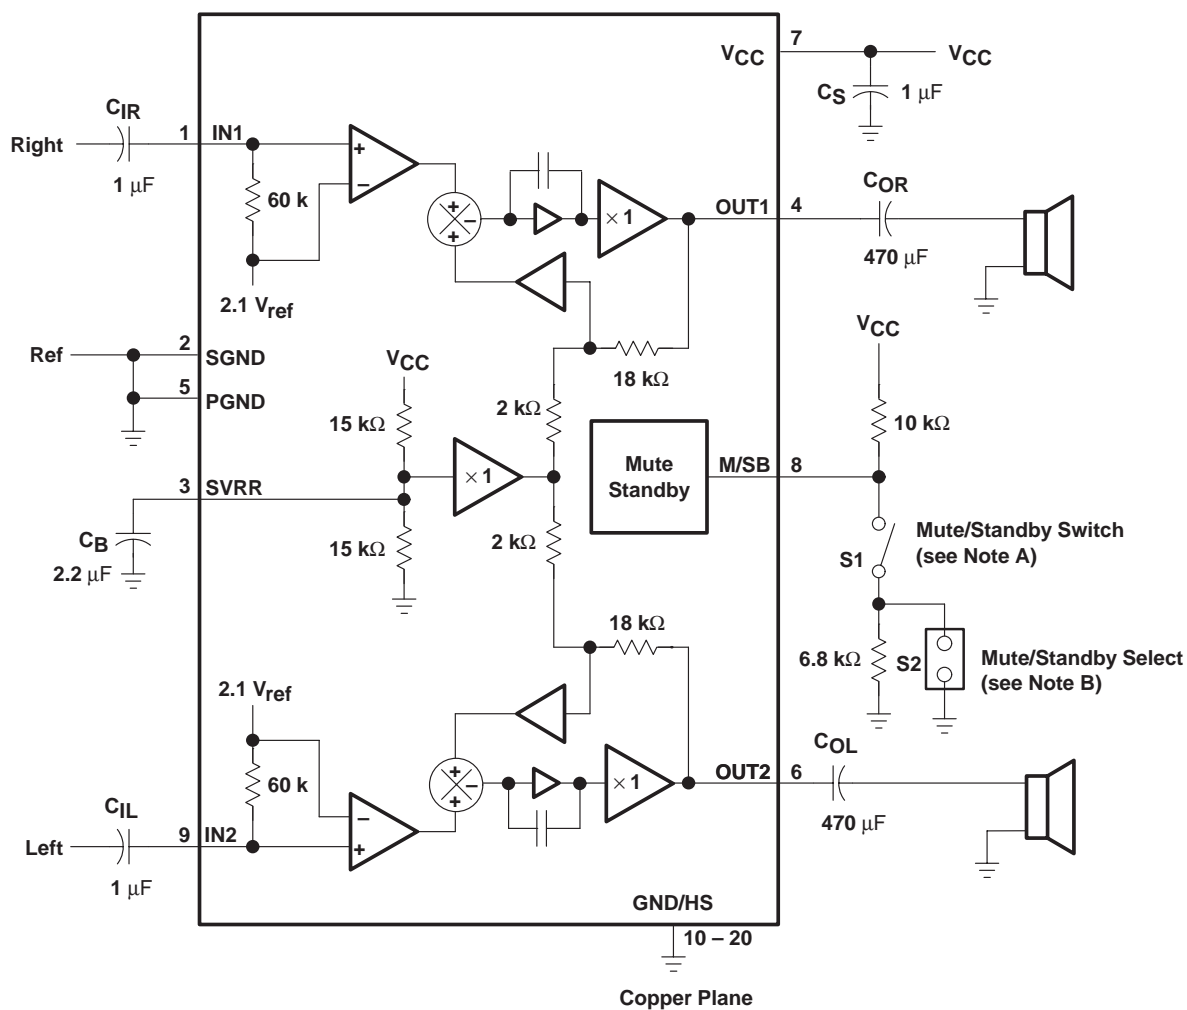 VCC
7
VCC
CS
1 μF
CIR
Right
1
IN1
1 μF
60 k
2.1 Vref
+
−
+
+
−
× 1
OUT1
4
COR
470 μF
18 kΩ
Ref
2
SGND
5
PGND
VCC
15 kΩ
2 kΩ
× 1
3
SVRR
CB
2.2 μF
15 kΩ
2 kΩ
Mute
Standby
M/SB
8
VCC
10 kΩ
S1
Mute/Standby Switch
(see Note A)
6.8 kΩ
S2
Mute/Standby Select
(see Note B)
18 kΩ
2.1 Vref
60 k
CIL
Left
9
IN2
1 μF
−
+
+
−
+
× 1
OUT2
6
COL
470 μF
GND/HS
10 – 20
Copper Plane